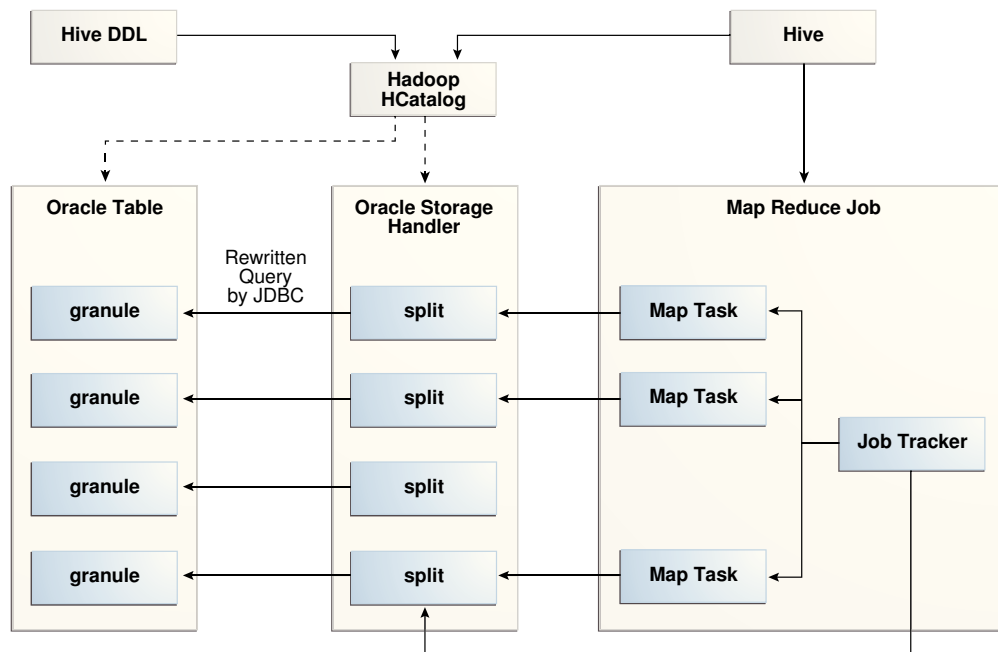 Hive DDL
Hive
Hadoop
HCatalog
Oracle Table
Oracle Storage
Handler
Map Reduce Job
Rewritten
Query
by JDBC
granule
split
Map Task
granule
split
Map Task
Job Tracker
granule
split
granule
split
Map Task